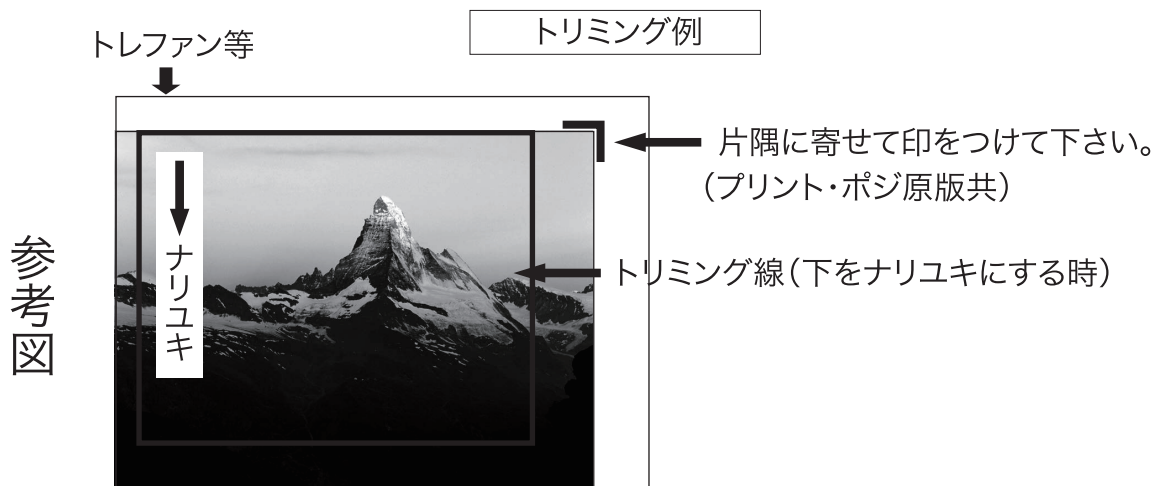 トリミング例
トレファン等
片隅に寄せて印をつけて下さい。
（プリント・ポジ原版共）
ナリユキ
トリミング線（下をナリユキにする時）
参考図